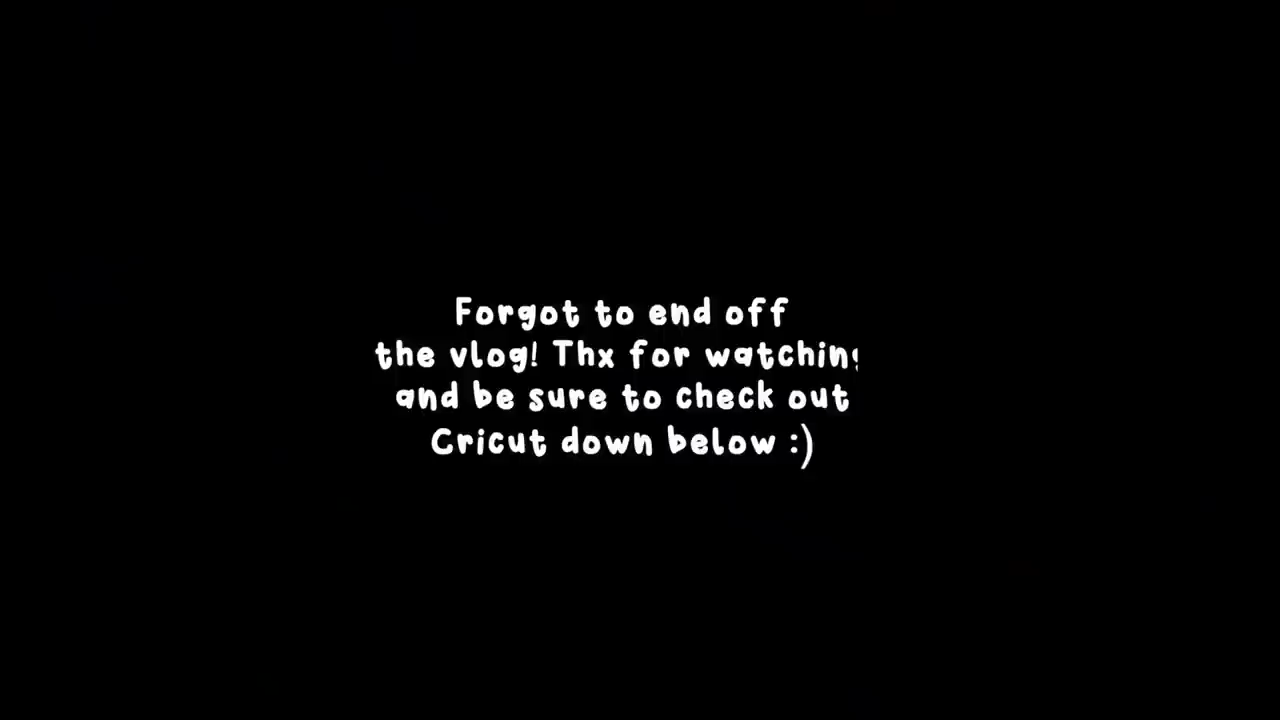 Forgot to end off
the vlog! Thx for watching
and be sure to check out
Cricut down below :)